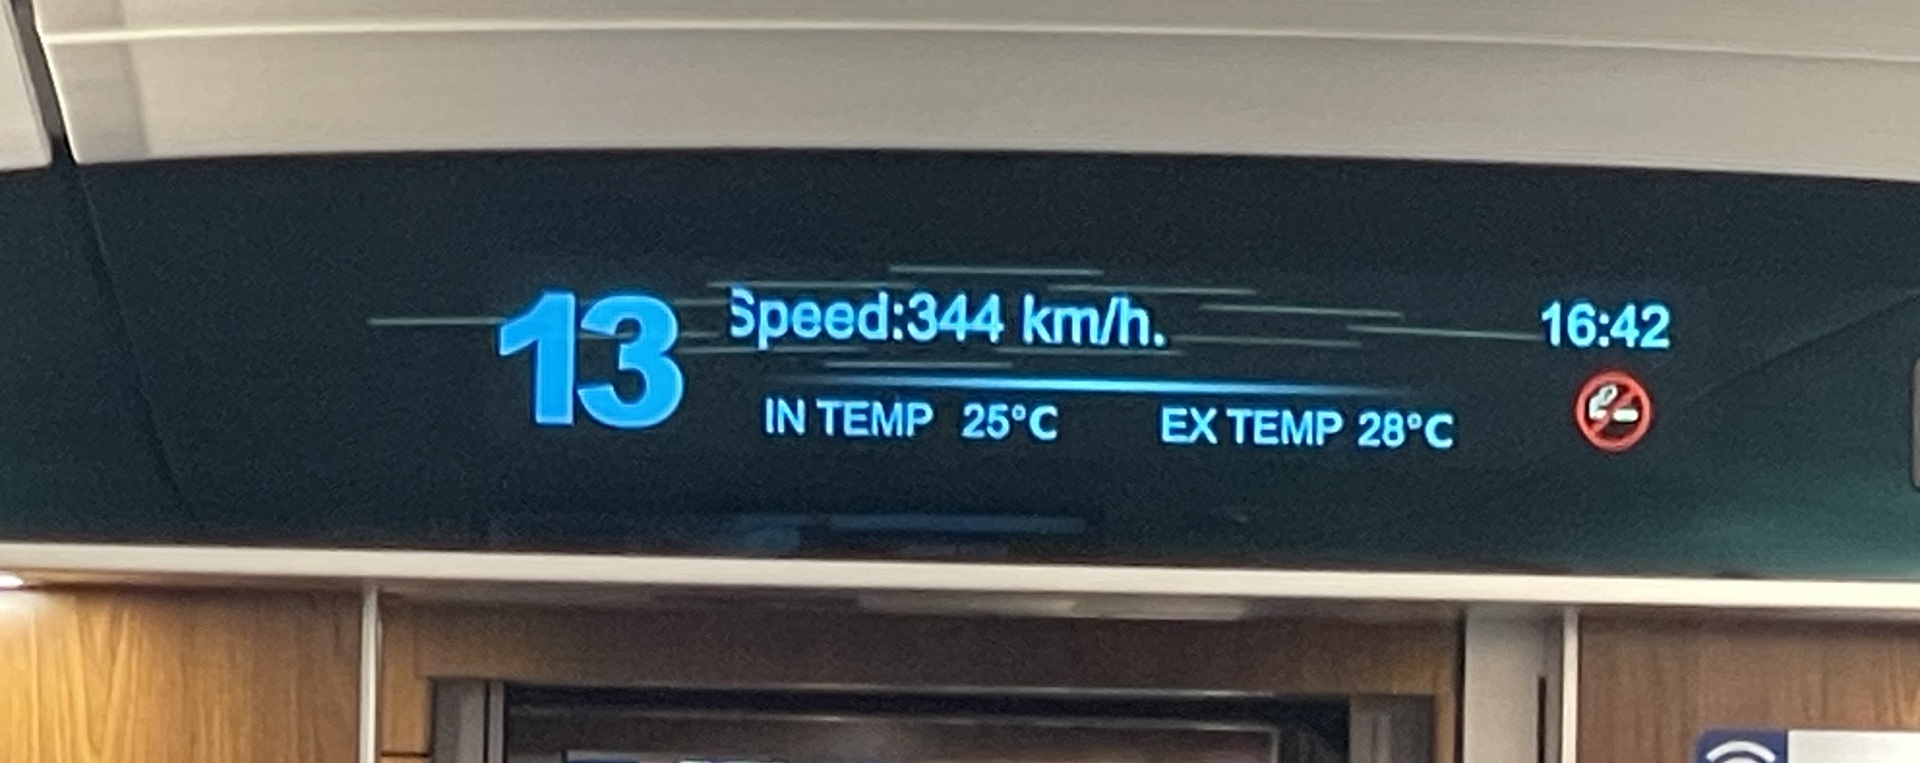 13
Speed:344 km/h.
16:42
IN TEMP 25°C EX TEMP 28°C